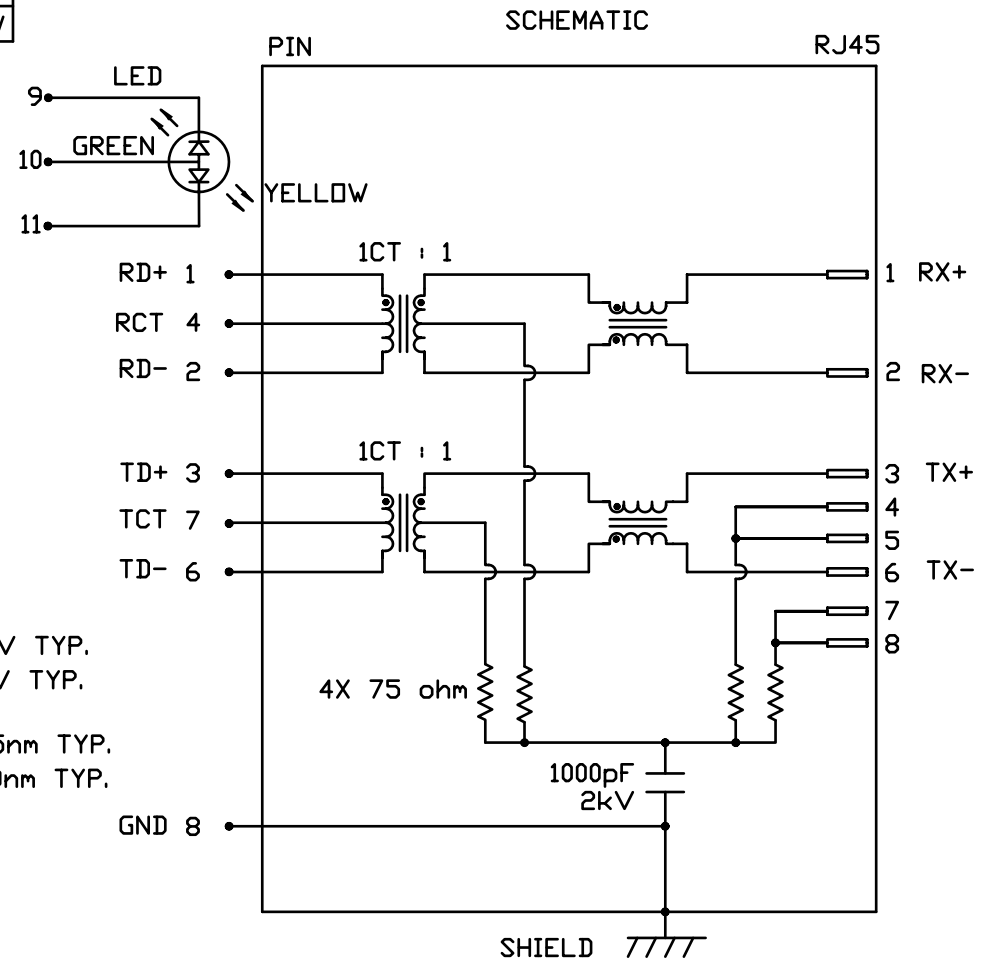 SCHEMATIC
PIN
RJ45
LED
9
GREEN
10
YELLOW
11
1CT : 1
RD+ 1
1 RX+
RCT 4
RD- 2
2 RX-
1CT : 1
TD+ 3
3 TX+
4
TCT 7
5
TD- 6
6 TX-
7
8
V TYP.
V TYP.
4X 75 ohm
nm TYP.
nm TYP.
1000pF
2kV
GND 8
SHIELD